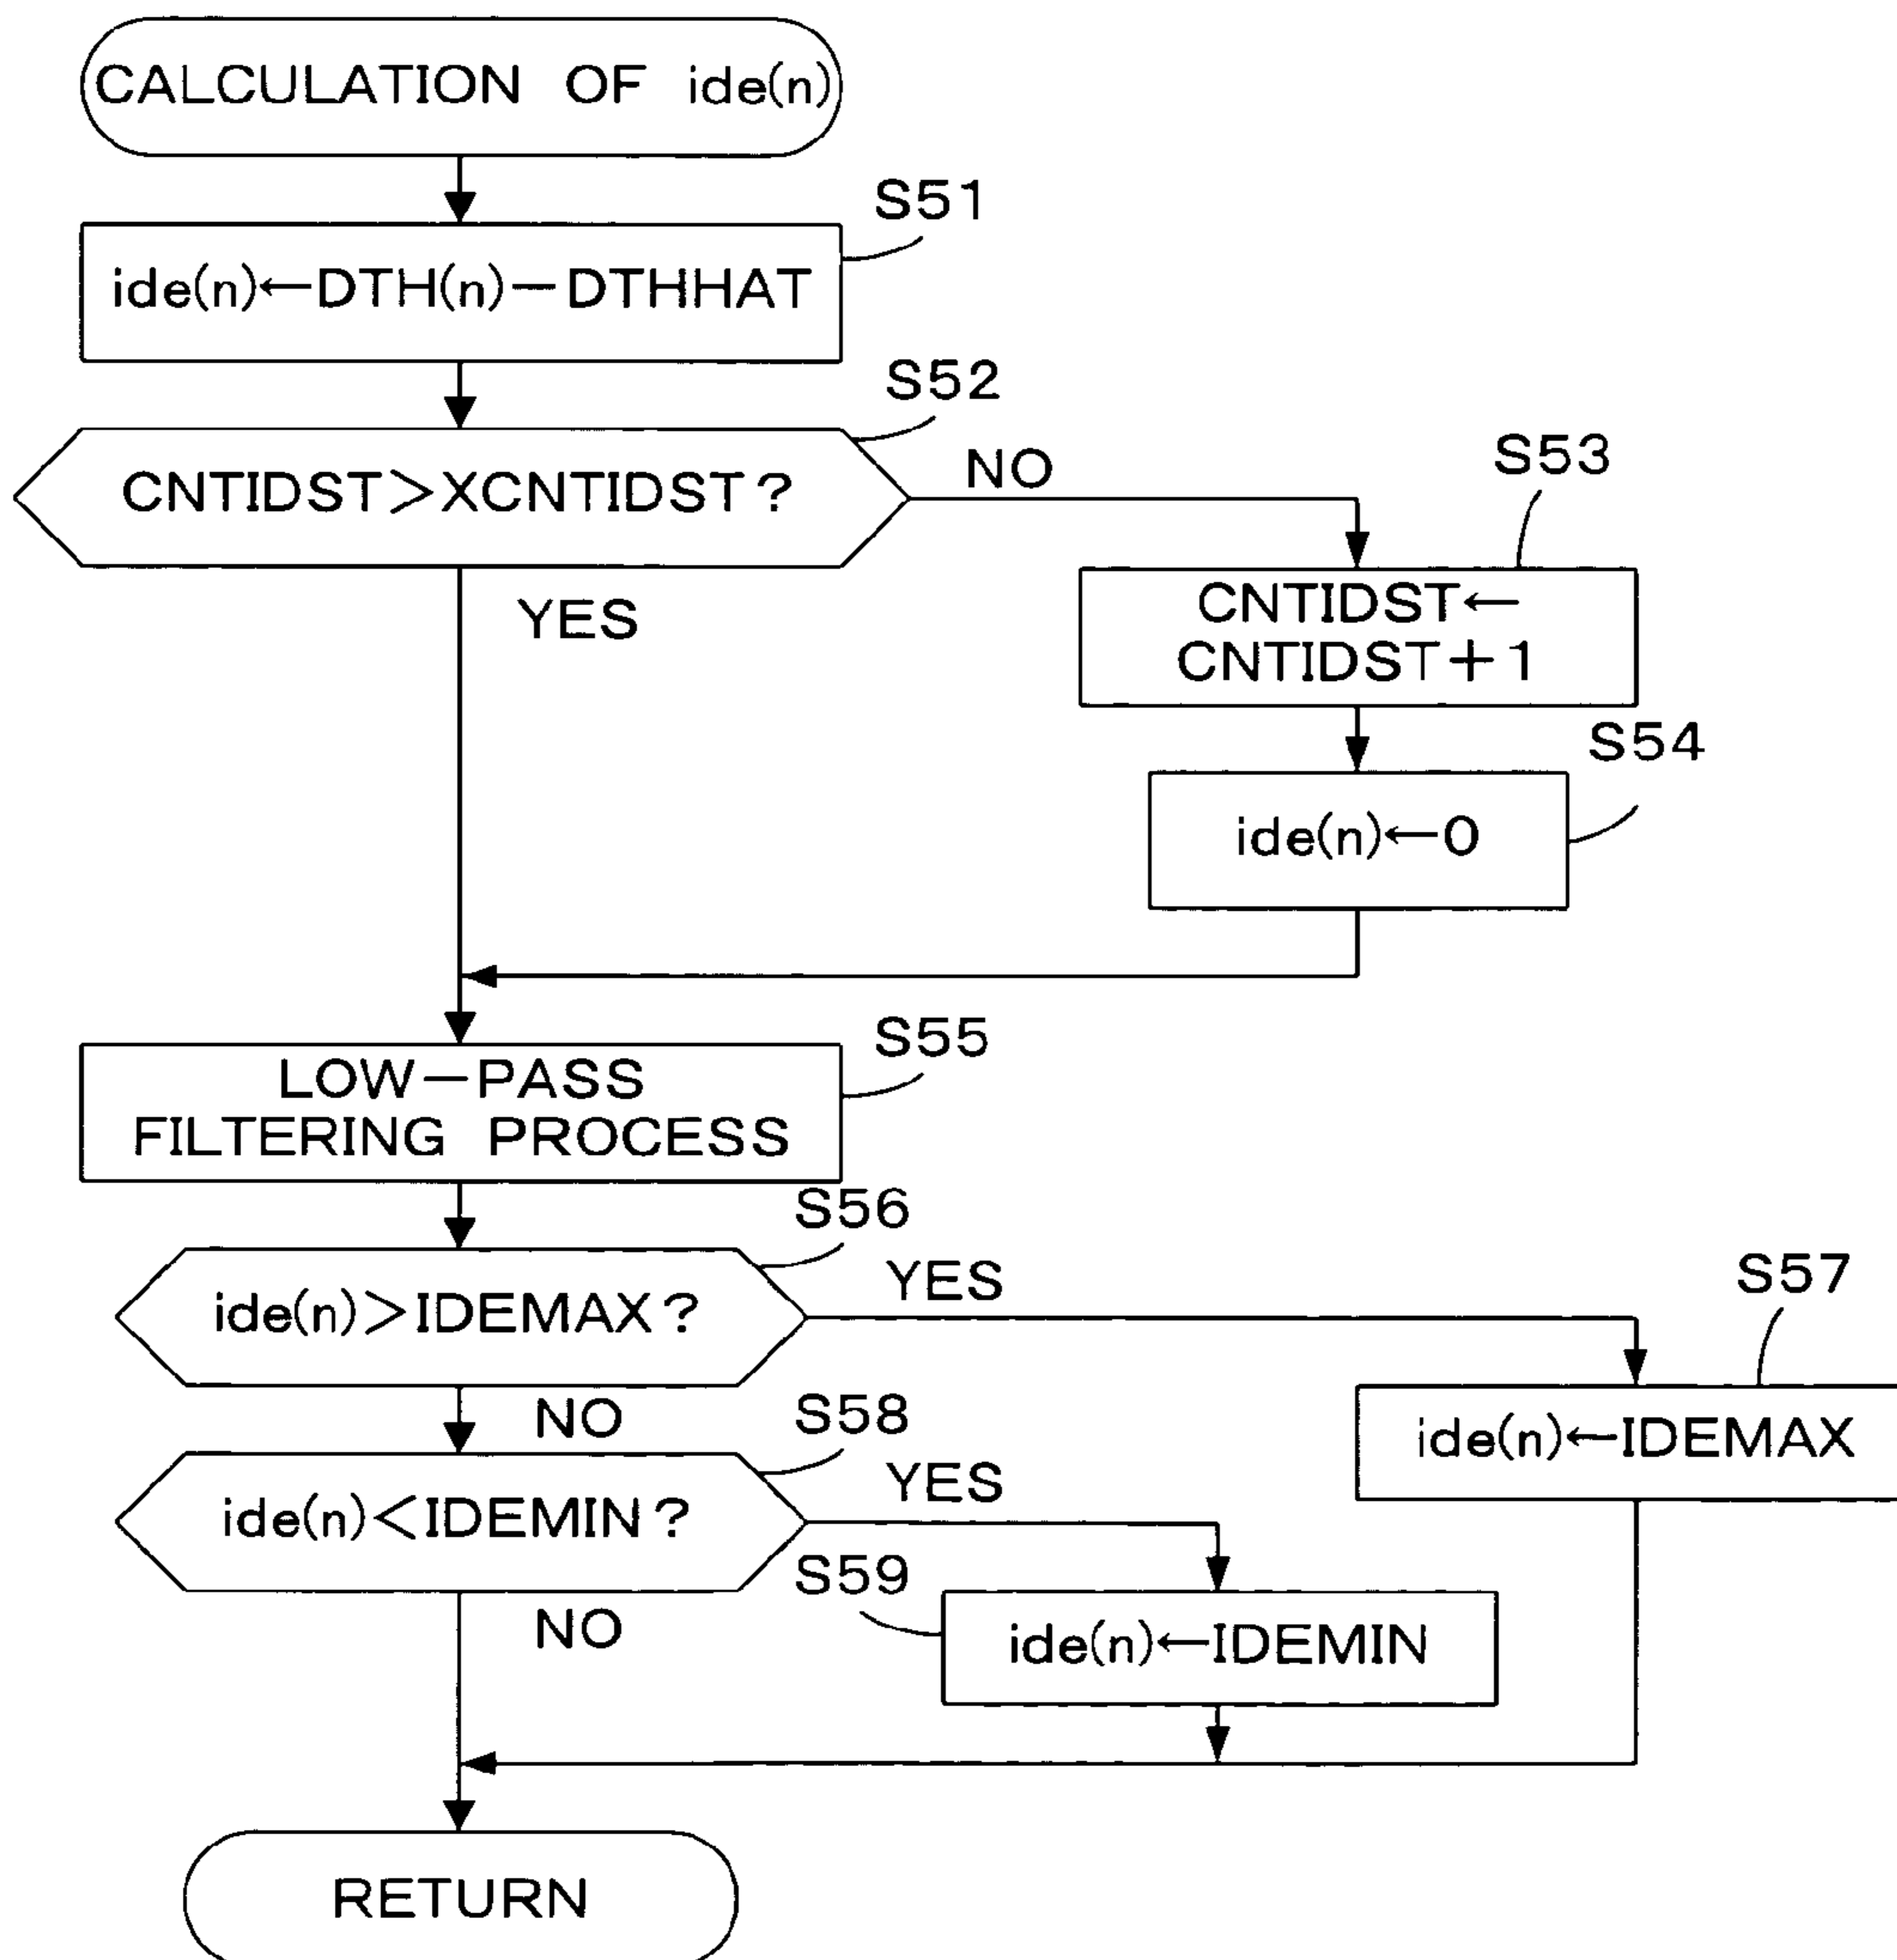 CALCULATION OF ide(n)
S51
ide(n)←DTH(n)−DTHHAT
S52
CNTIDST>XCNTIDST?
NO
S53
YES
CNTIDST←
CNTIDST+1
S54
ide(n)←0
S55
LOW−PASS
FILTERING PROCESS
S56
ide(n)>IDEMAX?
YES
S57
NO
ide(n)←IDEMAX
S58
ide(n)<IDEMIN?
YES
S59
NO
ide(n)←IDEMIN
RETURN